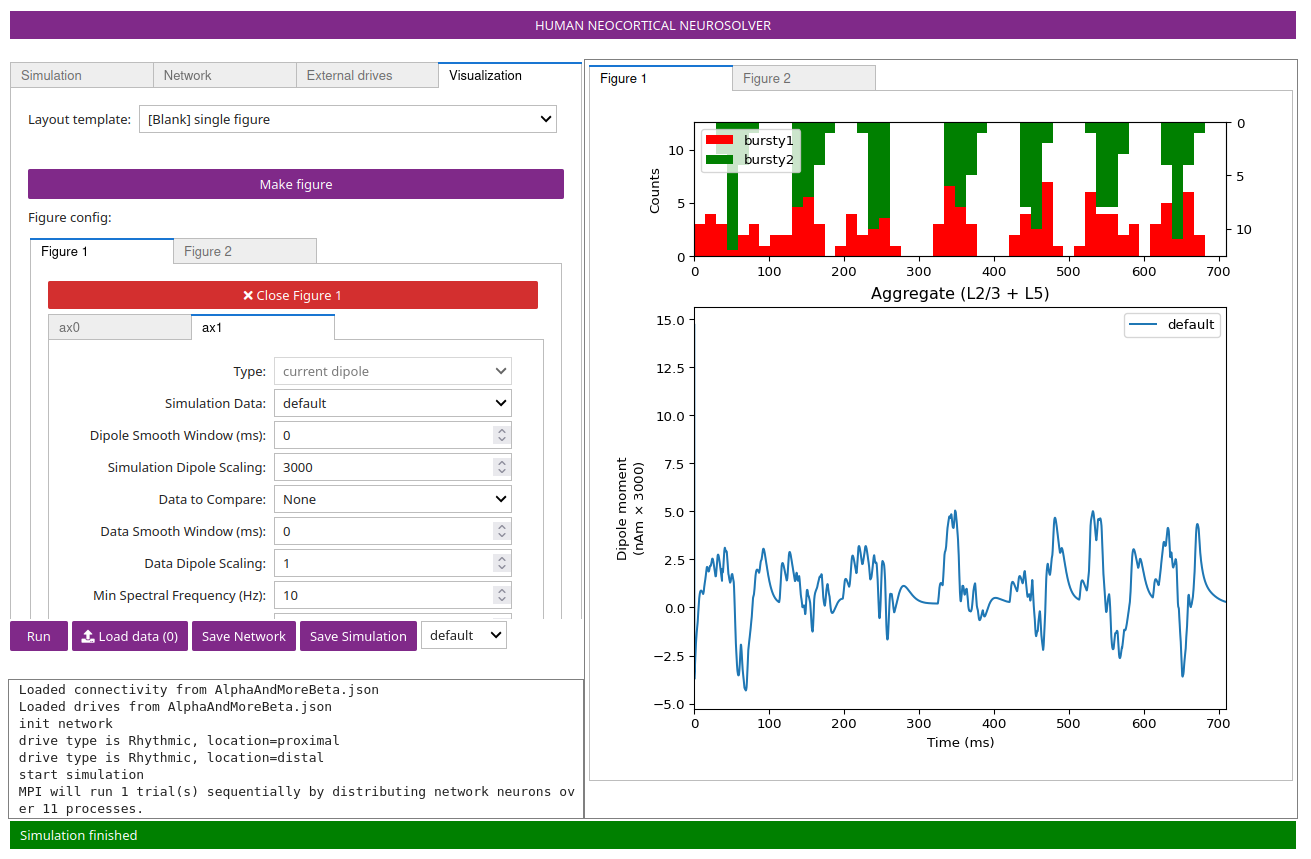 HUMAN NEOCORTICAL NEUROSOLVER
Simulation
Network
External drives
Visualization
Layout template:
[Blank] single figure
Make figure
Figure config:
Figure 1
Figure 2
Close Figure 1
ax0
ax1
Type:
current dipole
Simulation Data:
default
Dipole Smooth Window (ms):
0
Simulation Dipole Scaling:
3000
Data to Compare:
None
Data Smooth Window (ms):
0
Data Dipole Scaling:
1
Min Spectral Frequency (Hz):
10
Run
Load data (0)
Save Network
Save Simulation
default
Loaded connectivity from AlphaAndMoreBeta.json
Loaded drives from AlphaAndMoreBeta.json
init network
drive type is Rhythmic, location=proximal
drive type is Rhythmic, location=distal
start simulation
MPI will run 1 trial(s) sequentially by distributing network neurons ov
er 11 processes.
Simulation finished
Figure 1
Figure 2
bursty1
bursty2
Counts
10
5
0
0
5
10
0 100 200 300 400 500 600 700
Aggregate (L2/3 + L5)
default
Dipole moment
(nAm × 3000)
15.0
12.5
10.0
7.5
5.0
2.5
0.0
−2.5
−5.0
0 100 200 300 400 500 600 700
Time (ms)